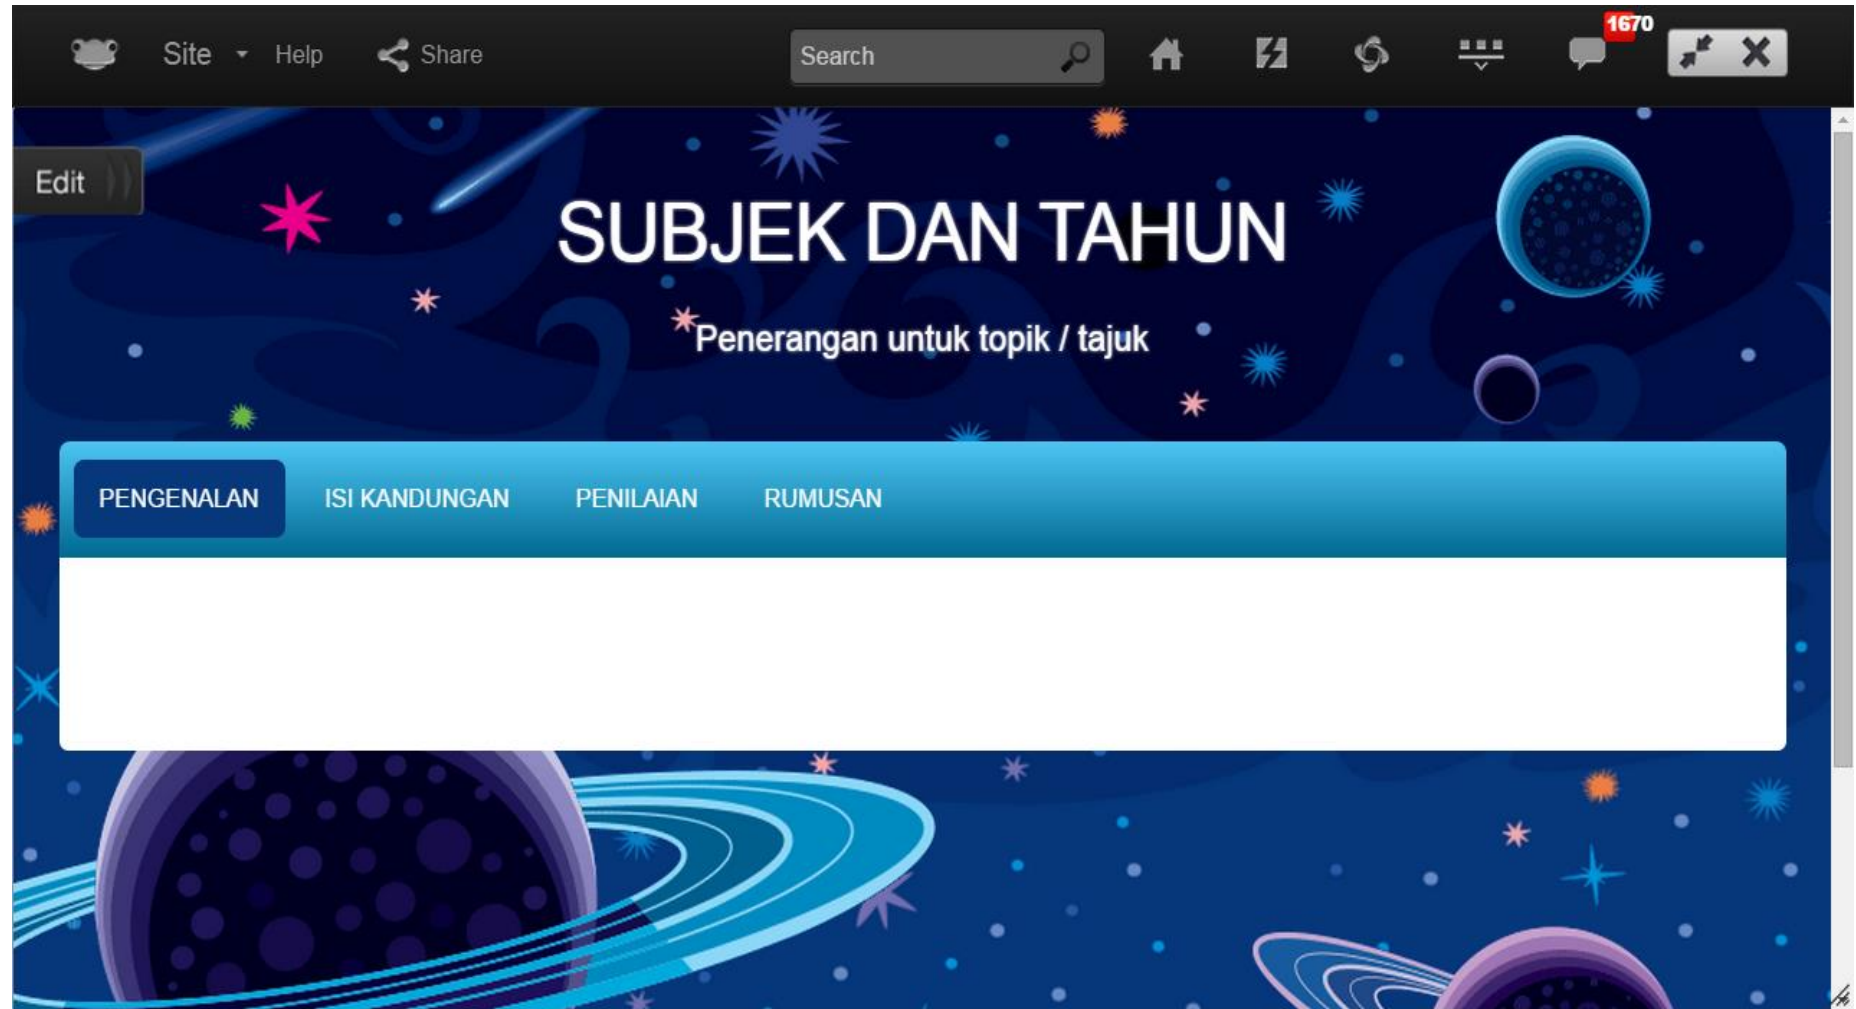 Site Help Share Search 1670
Edit
SUBJEK DAN TAHUN
Penerangan untuk topik / tajuk
PENGENALAN ISI KANDUNGAN PENILAIAN RUMUSAN